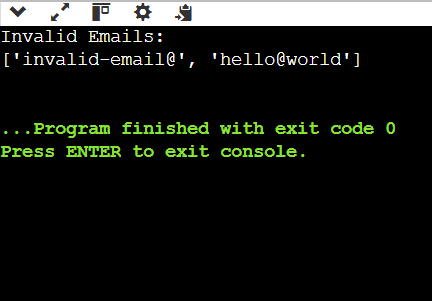 Invalid Emails:
['invalid-email@', 'hello@world']
...Program finished with exit code 0
Press ENTER to exit console.